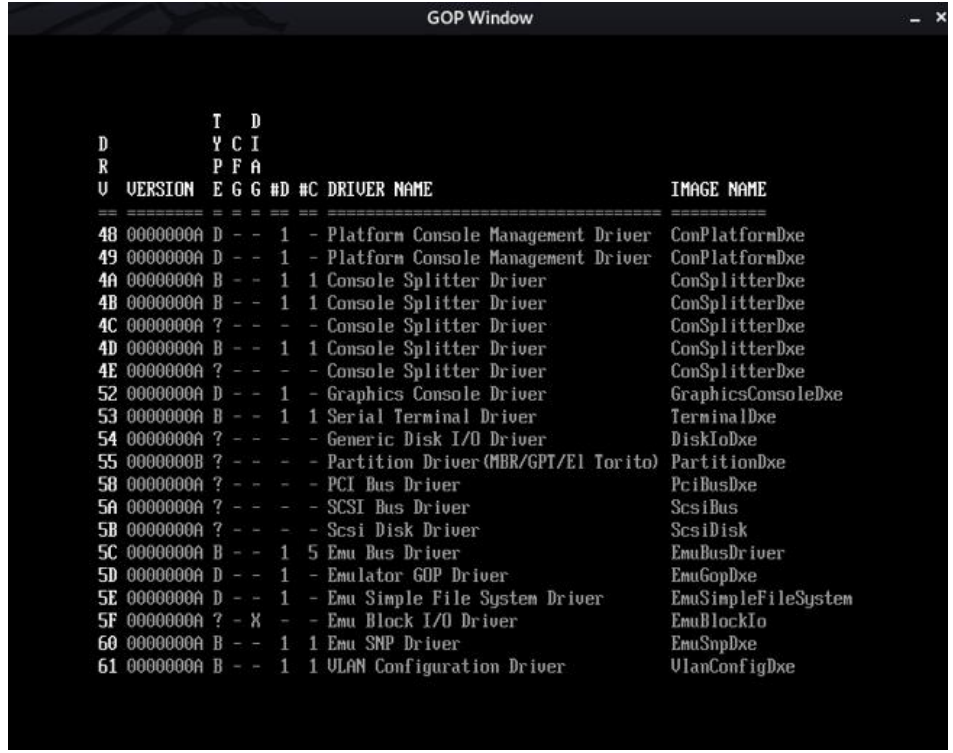 GOP Window
            T   D
D           Y C I
R           P F A
V  VERSION  E G G #D #C DRIVER NAME                         IMAGE NAME
== ======== = = = == == =================================== ==========
48 0000000A D - -  1  - Platform Console Management Driver  ConPlatformDxe
49 0000000A D - -  1  - Platform Console Management Driver  ConPlatformDxe
4A 0000000A B - -  1  1 Console Splitter Driver             ConSplitterDxe
4B 0000000A B - -  1  1 Console Splitter Driver             ConSplitterDxe
4C 0000000A ? - -  -  - Console Splitter Driver             ConSplitterDxe
4D 0000000A B - -  1  1 Console Splitter Driver             ConSplitterDxe
4E 0000000A ? - -  -  - Console Splitter Driver             ConSplitterDxe
52 0000000A D - -  1  - Graphics Console Driver             GraphicsConsoleDxe
53 0000000A B - -  1  1 Serial Terminal Driver              TerminalDxe
54 0000000A ? - -  -  - Generic Disk I/O Driver             DiskIoDxe
55 0000000B ? - -  -  - Partition Driver(MBR/GPT/El Torito) PartitionDxe
58 0000000A ? - -  -  - PCI Bus Driver                      PciBusDxe
5A 0000000A ? - -  -  - SCSI Bus Driver                     ScsiBus
5B 0000000A ? - -  -  - Scsi Disk Driver                    ScsiDisk
5C 0000000A B - -  1  5 Emu Bus Driver                      EmuBusDriver
5D 0000000A D - -  1  - Emulator GOP Driver                 EmuGopDxe
5E 0000000A D - -  1  - Emu Simple File System Driver       EmuSimpleFileSystem
5F 0000000A ? - X  -  - Emu Block I/O Driver                EmuBlockIo
60 0000000A B - -  1  1 Emu SNP Driver                      EmuSnpDxe
61 0000000A B - -  1  1 VLAN Configuration Driver           VlanConfigDxe